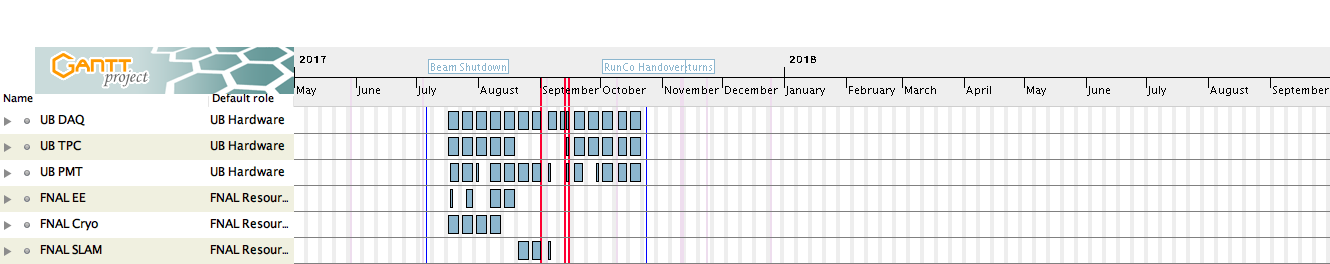 GANTT
project
2017
2018
Beam Shutdown
RunCo Handover
turns
May June July August September October November December January February March April May June July August September
Name Default role
UB DAQ UB Hardware
UB TPC UB Hardware
UB PMT UB Hardware
FNAL EE FNAL Resour...
FNAL Cryo FNAL Resour...
FNAL SLAM FNAL Resour...